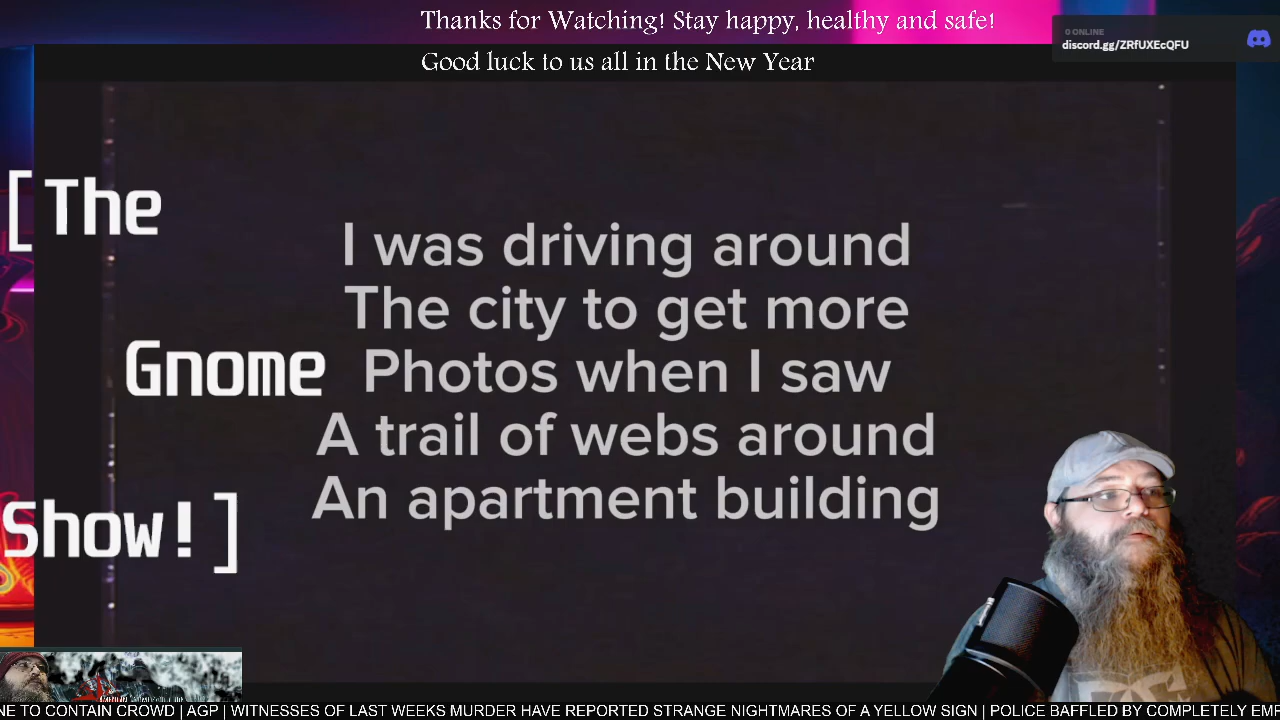 Thanks for Watching! Stay happy, healthy and safe!
Good luck to us all in the New Year
0 ONLINE
discord.gg/ZRfUXEcQFU
[The
Gnome
Show!]
I was driving around
The city to get more
Photos when I saw
A trail of webs around
An apartment building
NE TO CONTAIN CROWD | AGP | WITNESSES OF LAST WEEKS MURDER HAVE REPORTED STRANGE NIGHTMARES OF A YELLOW SIGN | POLICE BAFFLED BY COMPLETELY EME